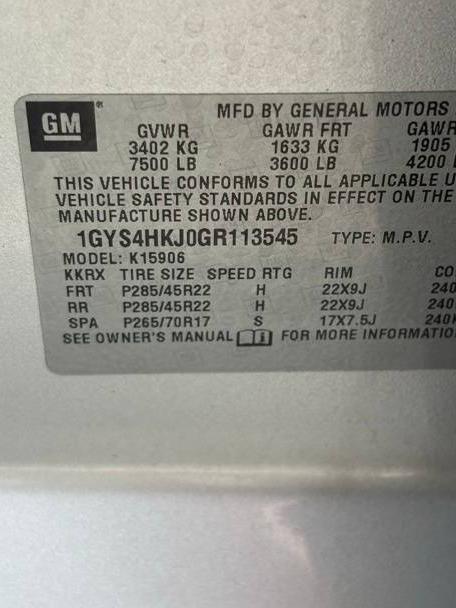 GM ® MFD BY GENERAL MOTORS
GVWR GAWR FRT GAWR
3402 KG 1633 KG 1905
7500 LB 3600 LB 4200
THIS VEHICLE CONFORMS TO ALL APPLICABLE U
VEHICLE SAFETY STANDARDS IN EFFECT ON THE
MANUFACTURE SHOWN ABOVE.
1GYS4HKJ0GR113545 TYPE: M.P.V.
MODEL: K15906
KKRX TIRE SIZE SPEED RTG RIM CO
FRT P285/45R22 H 22X9J 240
RR P285/45R22 H 22X9J 240
SPA P265/70R17 S 17X7.5J 240K
SEE OWNER'S MANUAL FOR MORE INFORMATIO